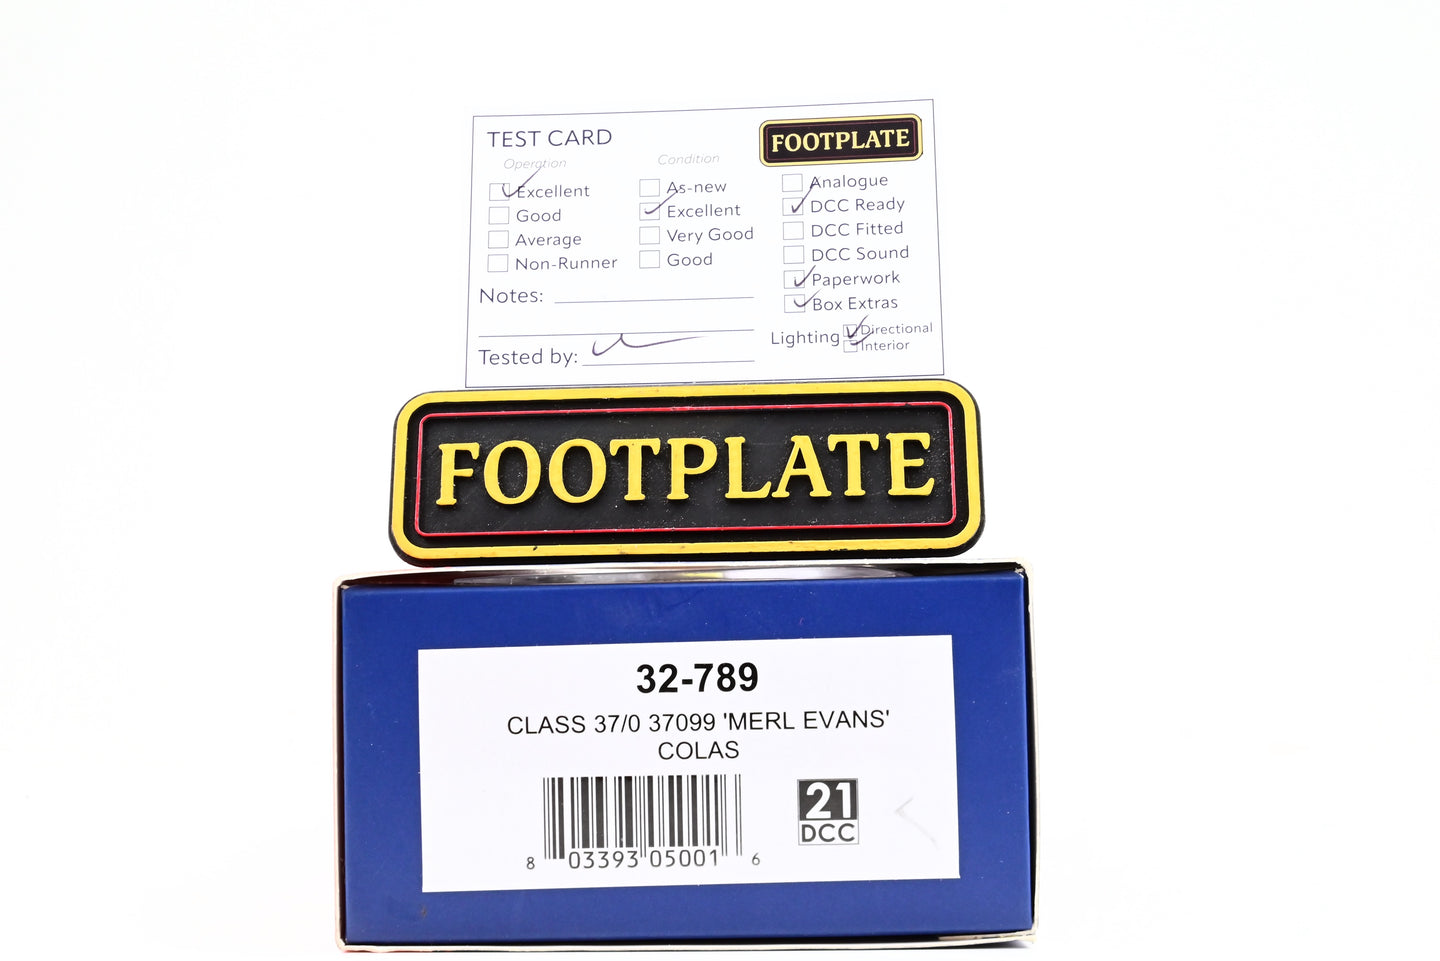 TEST CARD
FOOTPLATE
Operation
Excellent
Good
Average
Non-Runner
Condition
As-new
Excellent
Very Good
Good
Analogue
DCC Ready
DCC Fitted
DCC Sound
Paperwork
Box Extras
Notes:
Tested by:
Lighting
Directional
Interior
FOOTPLATE
32-789
CLASS 37/0 37099 'MERL EVANS'
COLAS
8 03393 05001 6
21
DCC